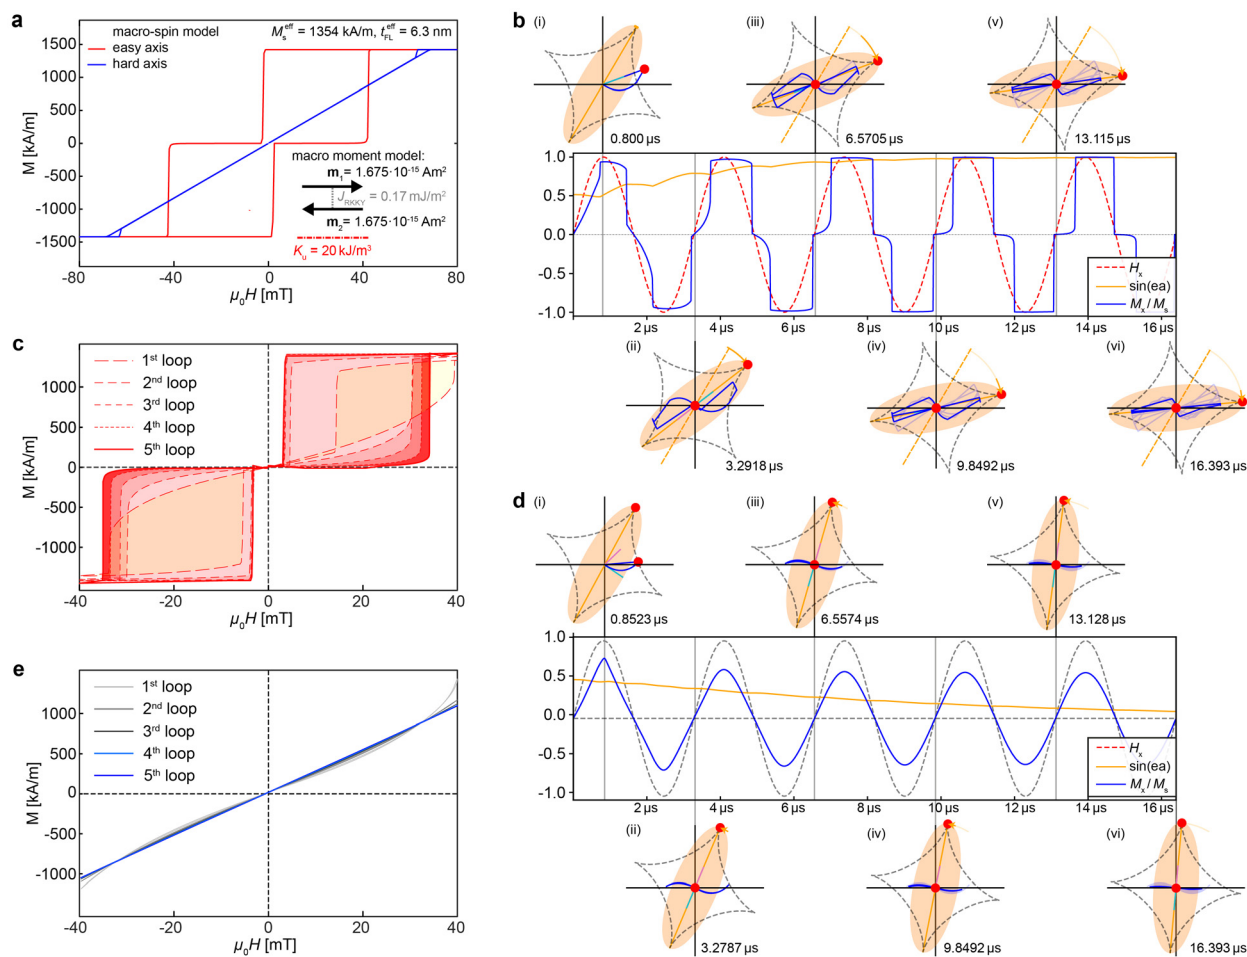 a
macro-spin model
M_s^eff = 1354 kA/m, t_FL^eff = 6.3 nm
easy axis
hard axis
1500
1000
500
0
-500
-1000
-1500
M [kA/m]
macro moment model:
m₁= 1.675·10⁻¹⁵ Am²
J_RKKY = 0.17 mJ/m²
m₂= 1.675·10⁻¹⁵ Am²
K_u = 20 kJ/m³
-80 -40 0 40 80
μ₀H [mT]
b
(i) (iii) (v)
0.800 μs 6.5705 μs 13.115 μs
1.0
0.5
0.0
-0.5
-1.0
H_x
sin(ea)
M_x / M_s
2 μs 4 μs 6 μs 8 μs 10 μs 12 μs 14 μs 16 μs
(ii) (iv) (vi)
3.2918 μs 9.8492 μs 16.393 μs
c
1st loop
2nd loop
3rd loop
4th loop
5th loop
1000
500
0
-500
-1000
M [kA/m]
-40 -20 0 20 40
μ₀H [mT]
d
(i) (iii) (v)
0.8523 μs 6.5574 μs 13.128 μs
1.0
0.5
0.0
-0.5
-1.0
H_x
sin(ea)
M_x / M_s
2 μs 4 μs 6 μs 8 μs 10 μs 12 μs 14 μs 16 μs
(ii) (iv) (vi)
3.2787 μs 9.8492 μs 16.393 μs
e
1st loop
2nd loop
3rd loop
4th loop
5th loop
1000
500
0
-500
-1000
M [kA/m]
-40 -20 0 20 40
μ₀H [mT]